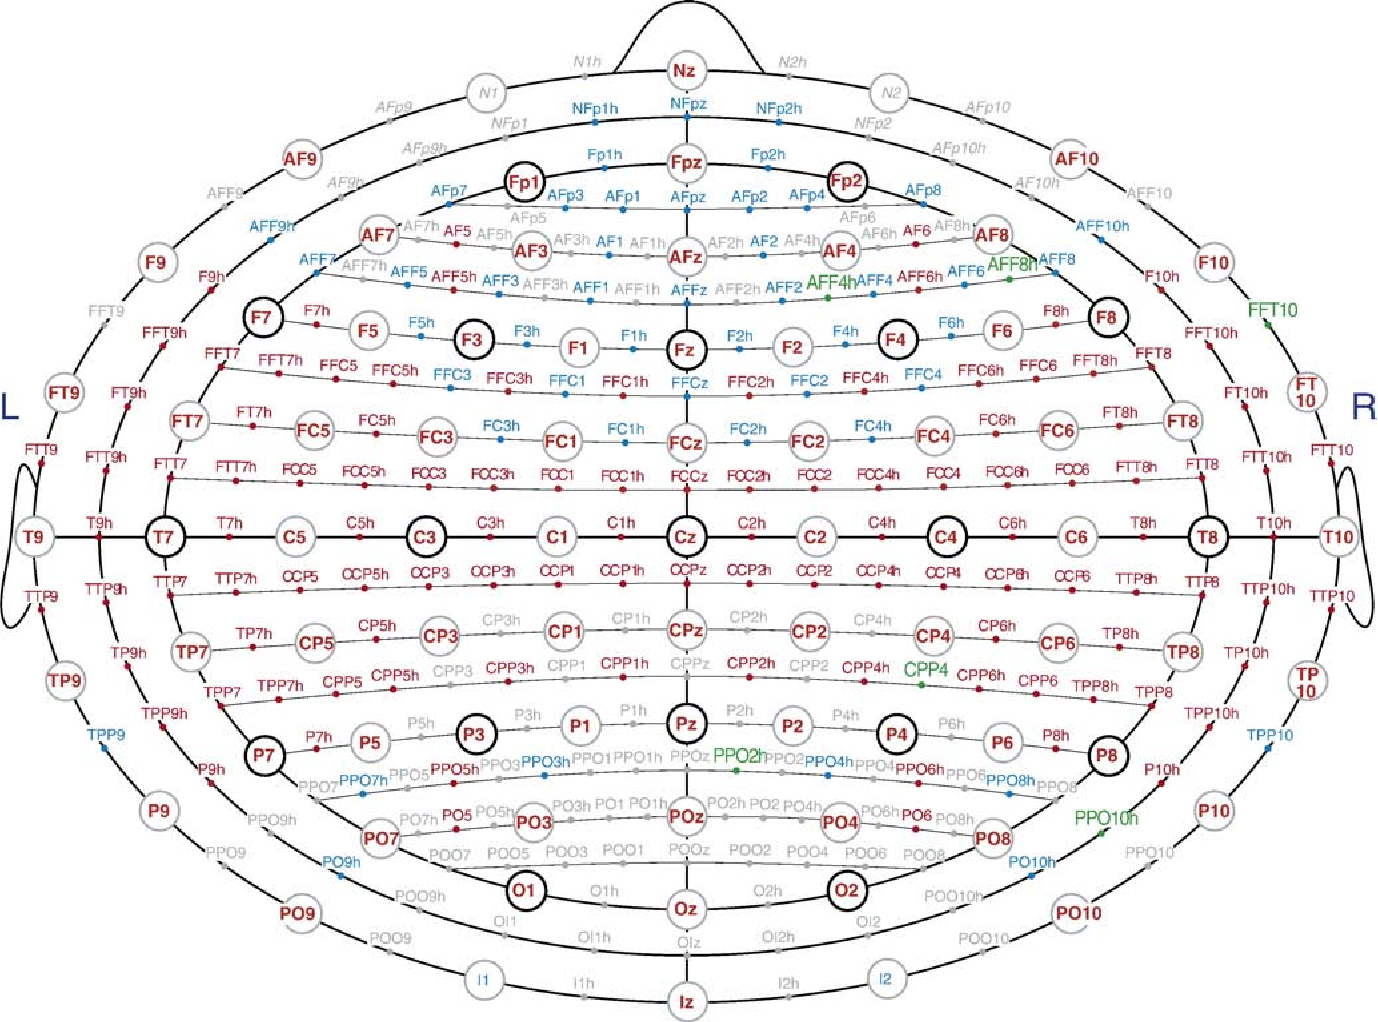 Nz
N1h N2h
N1 N2
NFpz
NFp1h NFp2h
AFp9 AFp10
NFp1 NFp2
Fp1h Fpz Fp2h
AF9 AFp9h AFp10h AF10
Fp1 Fp2
AFF9 AF9h AFp7 AFp3 AFp1 AFpz AFp2 AFp4 AFp8 AF10h AFF10
AFp5 AFp6
AFF9h AF7 AF7h AF5 AF5h AF3 AF3h AF1 AF1h AFz AF2h AF2 AF4h AF4 AF6h AF6 AF8h AF8 AFF10h
F9 AFF7 AFF7h AFF5 AFF5h AFF3 AFF3h AFF1 AFF1h AFFz AFF2h AFF2 AFF4h AFF4 AFF6h AFF6 AFF8h AFF8 F10
F9h F10h
FFT9 F7 F7h F5 F5h F3 F3h F1 F1h Fz F2h F2 F4h F4 F6h F6 F8h F8 FFT10
FFT9h FFT10h
FFT7 FFT7h FFC5 FFC5h FFC3 FFC3h FFC1 FFC1h FFCz FFC2h FFC2 FFC4h FFC4 FFC6h FFC6 FFT8h FFT8
FT9 FT9h FT10h FT
10
L R
FT7 FT7h FC5 FC5h FC3 FC3h FC1 FC1h FCz FC2h FC2 FC4h FC4 FC6h FC6 FT8h FT8
FTT9 FTT9h FTT10h FTT10
FTT7 FTT7h FCC5 FCC5h FCC3 FCC3h FCC1 FCC1h FCCz FCC2h FCC2 FCC4h FCC4 FCC6h FCC6 FTT8h FTT8
T9 T9h T7 T7h C5 C5h C3 C3h C1 C1h Cz C2h C2 C4h C4 C6h C6 T8h T8 T10h T10
TTP9 TTP9h TTP7 TTP7h CCP5 CCP5h CCP3 CCP3h CCP1 CCP1h CCPz CCP2h CCP2 CCP4h CCP4 CCP6h CCP6 TTP8h TTP8 TTP10h TTP10
TP9h TP7 TP7h CP5 CP5h CP3 CP3h CP1 CP1h CPz CP2h CP2 CP4h CP4 CP6h CP6 TP8h TP8 TP10h
TP9 TP
10
TPP7 TPP7h CPP5 CPP5h CPP3 CPP3h CPP1 CPP1h CPPz CPP2h CPP2 CPP4h CPP4 CPP6h CPP6 TPP8h TPP8
TPP9 TPP9h TPP10h TPP10
P7 P7h P5 P5h P3 P3h P1 P1h Pz P2h P2 P4h P4 P6h P6 P8h P8
P9h P10h
P9 PPO7 PPO7h PPO5 PPO5h PPO3 PPO3h PPO1 PPO1h PPOz PPO2h PPO2 PPO4h PPO4 PPO6h PPO6 PPO8h PPO8 P10
PPO9h PO7 PO7h PO5 PO5h PO3 PO3h PO1 PO1h POz PO2h PO2 PO4h PO4 PO6h PO6 PO8h PO8 PPO10h
PPO9 PO9h POO7 POO5 POO3 POO1 POOz POO2 POO4 POO6 POO8 PO10h PPO10
POO9h O1 O1h Oz O2h O2 POO10h
PO9 PO10
OI1 OI2
POO9 OI1h OIz OI2h POO10
I1 I1h Iz I2h I2